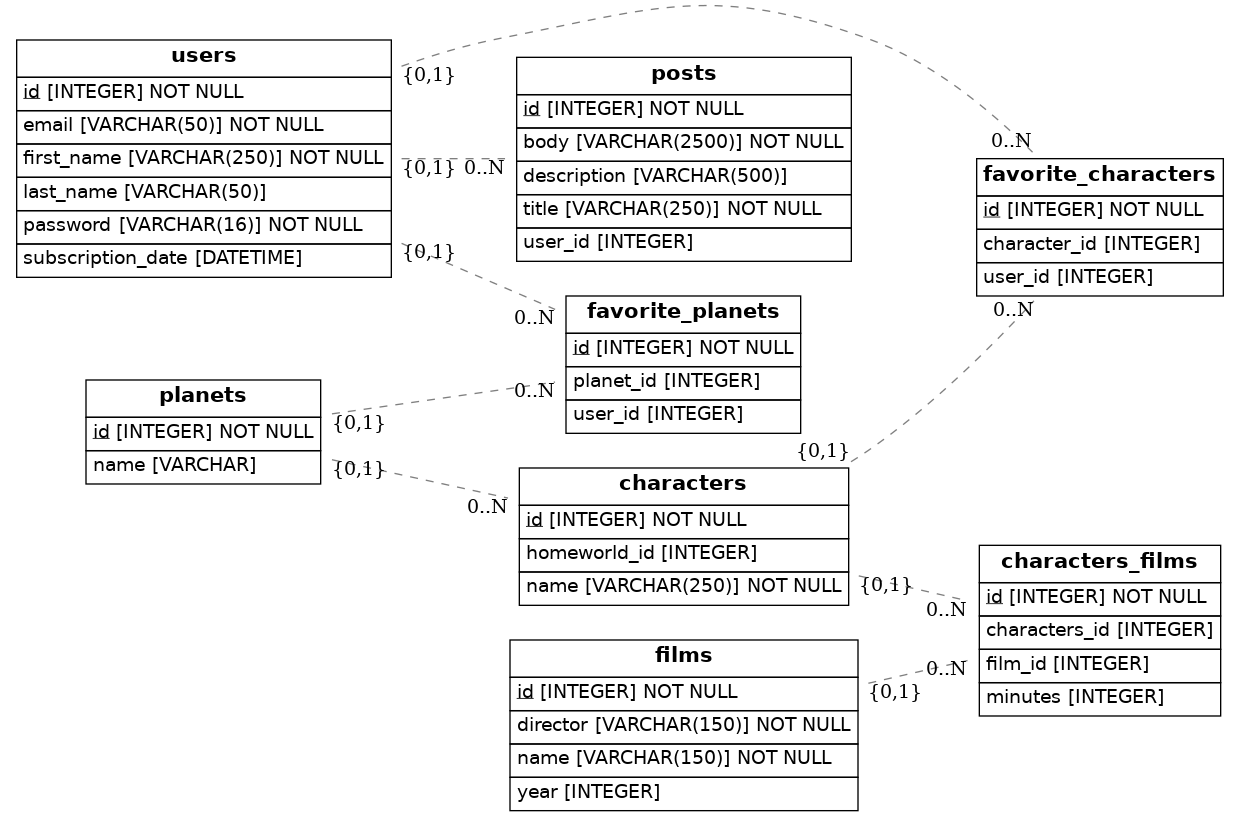 users
id [INTEGER] NOT NULL
email [VARCHAR(50)] NOT NULL
first_name [VARCHAR(250)] NOT NULL
last_name [VARCHAR(50)]
password [VARCHAR(16)] NOT NULL
subscription_date [DATETIME]
{0,1}
{0,1}
{0,1}
posts
id [INTEGER] NOT NULL
body [VARCHAR(2500)] NOT NULL
description [VARCHAR(500)]
title [VARCHAR(250)] NOT NULL
user_id [INTEGER]
0..N
0..N
favorite_characters
id [INTEGER] NOT NULL
character_id [INTEGER]
user_id [INTEGER]
0..N
0..N
favorite_planets
id [INTEGER] NOT NULL
planet_id [INTEGER]
user_id [INTEGER]
0..N
planets
id [INTEGER] NOT NULL
name [VARCHAR]
{0,1}
{0,1}
0..N
{0,1}
characters
id [INTEGER] NOT NULL
homeworld_id [INTEGER]
name [VARCHAR(250)] NOT NULL
{0,1}
0..N
characters_films
id [INTEGER] NOT NULL
characters_id [INTEGER]
film_id [INTEGER]
minutes [INTEGER]
0..N
{0,1}
films
id [INTEGER] NOT NULL
director [VARCHAR(150)] NOT NULL
name [VARCHAR(150)] NOT NULL
year [INTEGER]